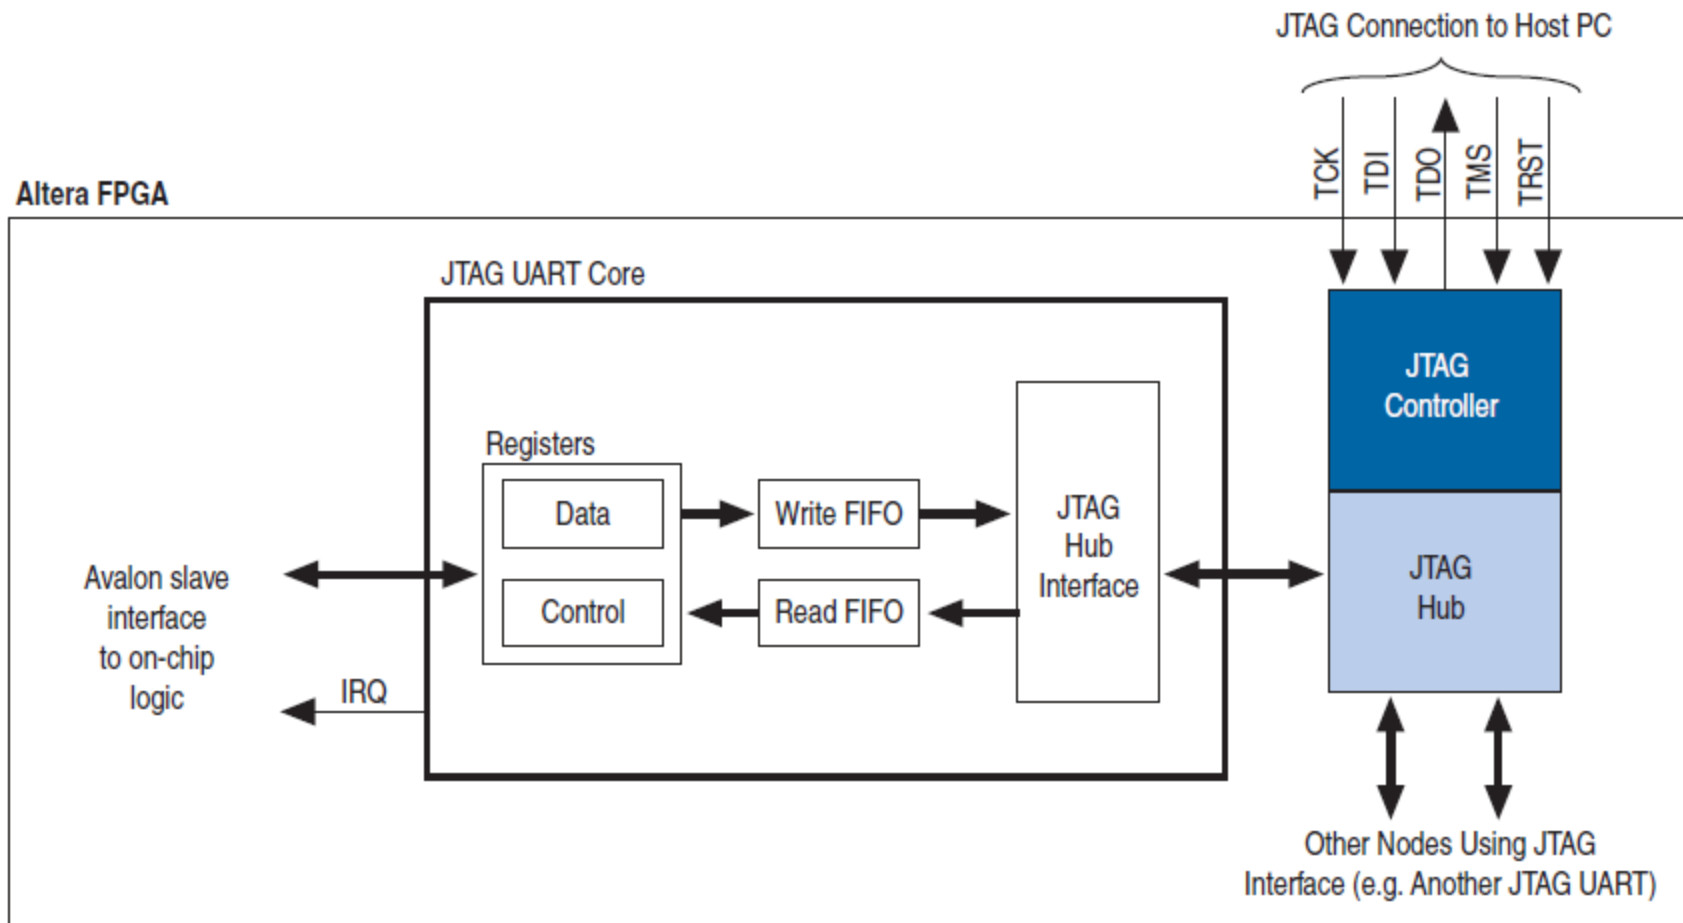 JTAG Connection to Host PC
TCK
TDI
TDO
TMS
TRST
Altera FPGA
JTAG UART Core
JTAG
Controller
Registers
Data
Write FIFO
JTAG
Hub
Interface
Control
Read FIFO
JTAG
Hub
Avalon slave
interface
to on-chip
logic
IRQ
Other Nodes Using JTAG
Interface (e.g. Another JTAG UART)